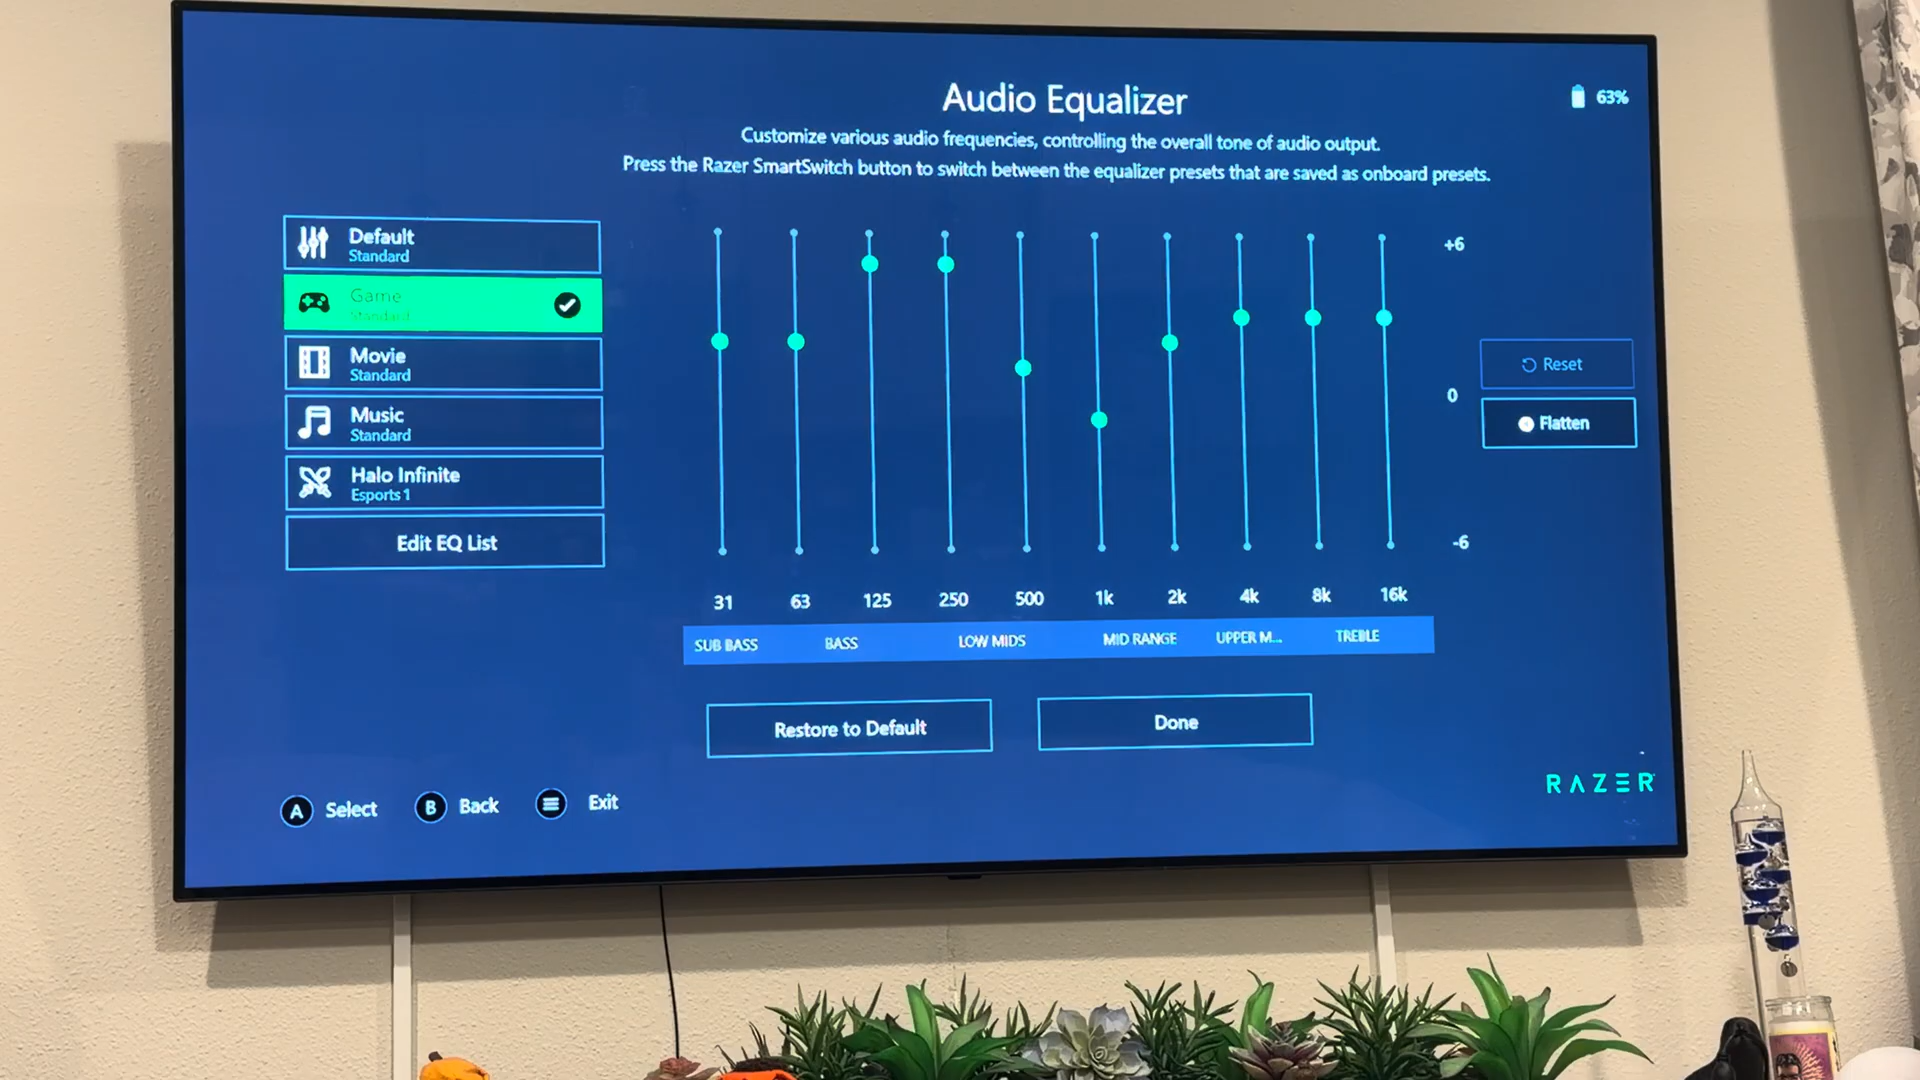 Audio Equalizer
63%
Customize various audio frequencies, controlling the overall tone of audio output.
Press the Razer SmartSwitch button to switch between the equalizer presets that are saved as onboard presets.
Default
Standard
Game
Standard
Movie
Standard
Music
Standard
Halo Infinite
Esports 1
Edit EQ List
+6
0
-6
Reset
Flatten
31 63 125 250 500 1k 2k 4k 8k 16k
SUB BASS BASS LOW MIDS MID RANGE UPPER M... TREBLE
Restore to Default
Done
RAZER
A Select B Back Exit